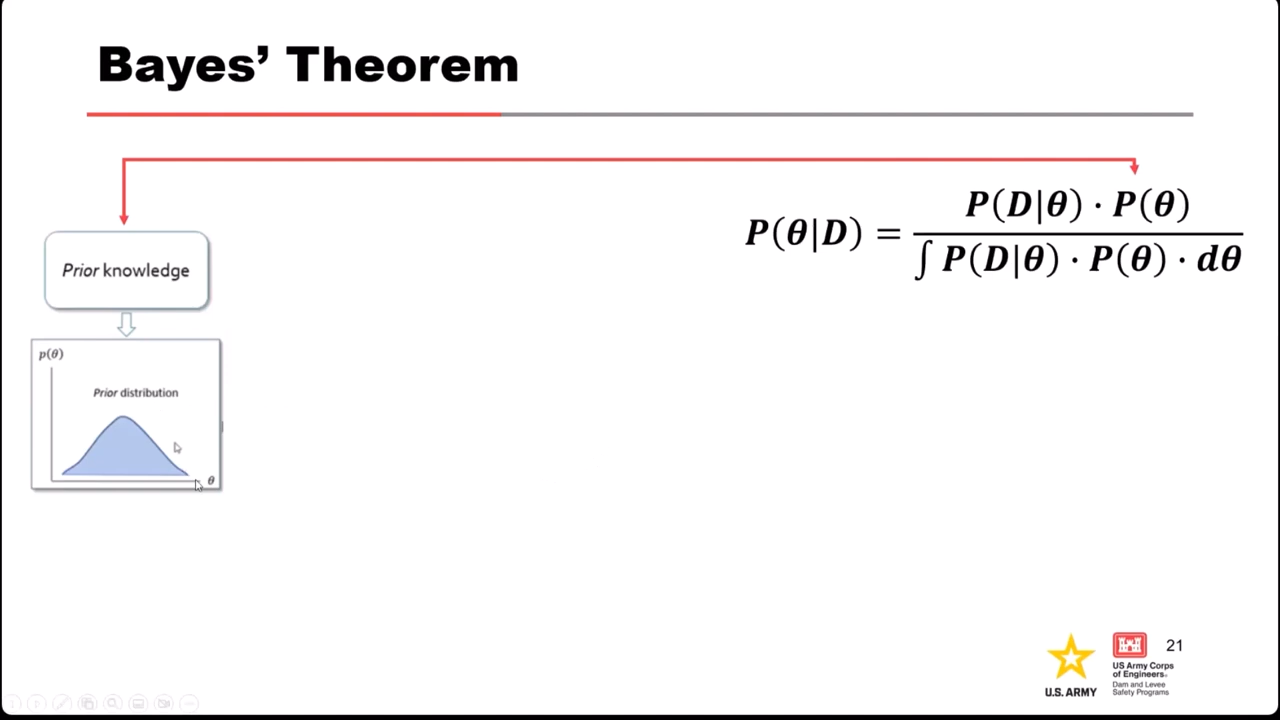 Bayes’ Theorem
P(θ|D) = P(D|θ) · P(θ) / ∫ P(D|θ) · P(θ) · dθ
Prior knowledge
p(θ)
Prior distribution
θ
21
U.S. ARMY
US Army Corps
of Engineers®
Dam and Levee
Safety Programs